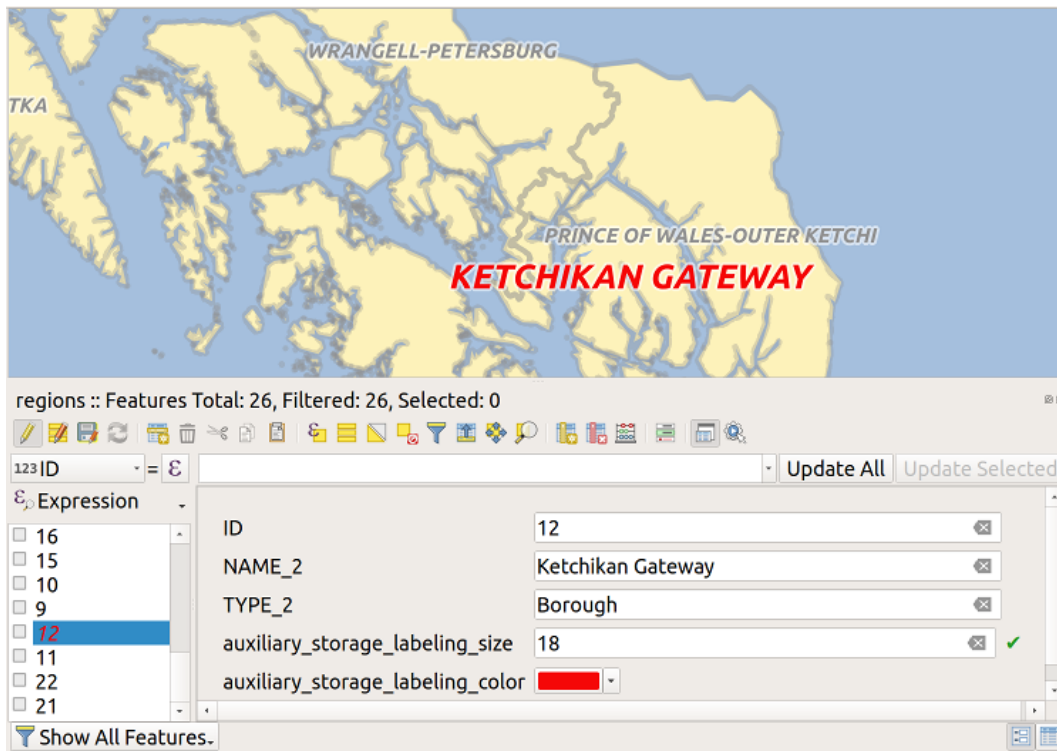 WRANGELL-PETERSBURG
TKA
PRINCE OF WALES-OUTER KETCHI
KETCHIKAN GATEWAY
regions :: Features Total: 26, Filtered: 26, Selected: 0
123 ID = ε Update All Update Selected
ε Expression
16
15
10
9
12
11
22
21
ID 12
NAME_2 Ketchikan Gateway
TYPE_2 Borough
auxiliary_storage_labeling_size 18
auxiliary_storage_labeling_color
Show All Features